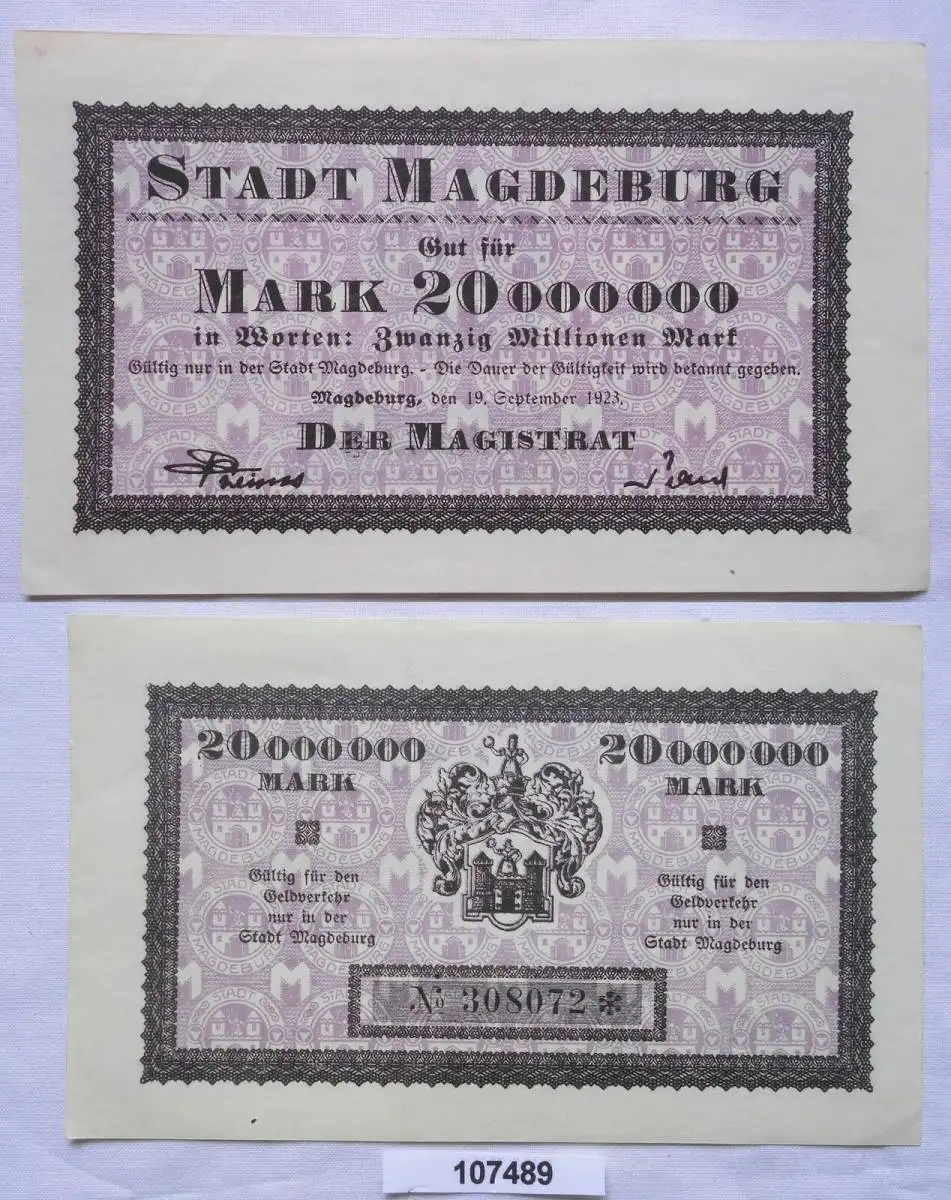 STADT MAGDEBURG
Gut für
MARK 20000000
in Worten: Zwanzig Millionen Mark
Gültig nur in der Stadt Magdeburg. - Die Dauer der Gültigkeit wird bekannt gegeben.
Magdeburg, den 19. September 1923.
DER MAGISTRAT
20000000
MARK
Gültig für den
Geldverkehr
nur in der
Stadt Magdeburg
20000000
MARK
Gültig für den
Geldverkehr
nur in der
Stadt Magdeburg
No 308072 *
107489